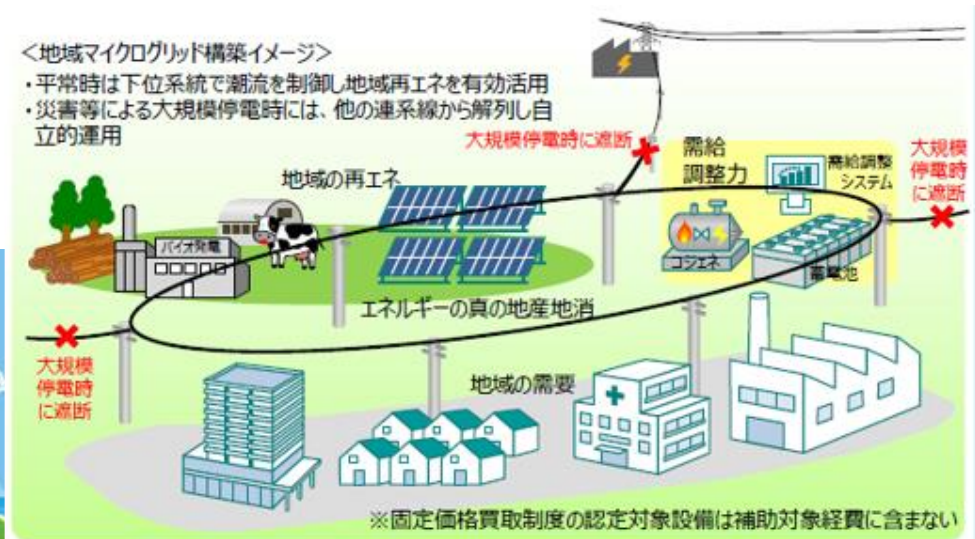 ＜地域マイクログリッド構築イメージ＞
・平常時は下位系統で潮流を制御し地域再エネを有効活用
・災害等による大規模停電時には、他の連系線から解列し自
立的運用
大規模停電時に遮断
需給
調整力
需給調整
システム
大規模
停電時
に遮断
地域の再エネ
バイオ発電
コジェネ
蓄電池
エネルギーの真の地産地消
大規模
停電時
に遮断
地域の需要
※固定価格買取制度の認定対象設備は補助対象経費に含まない